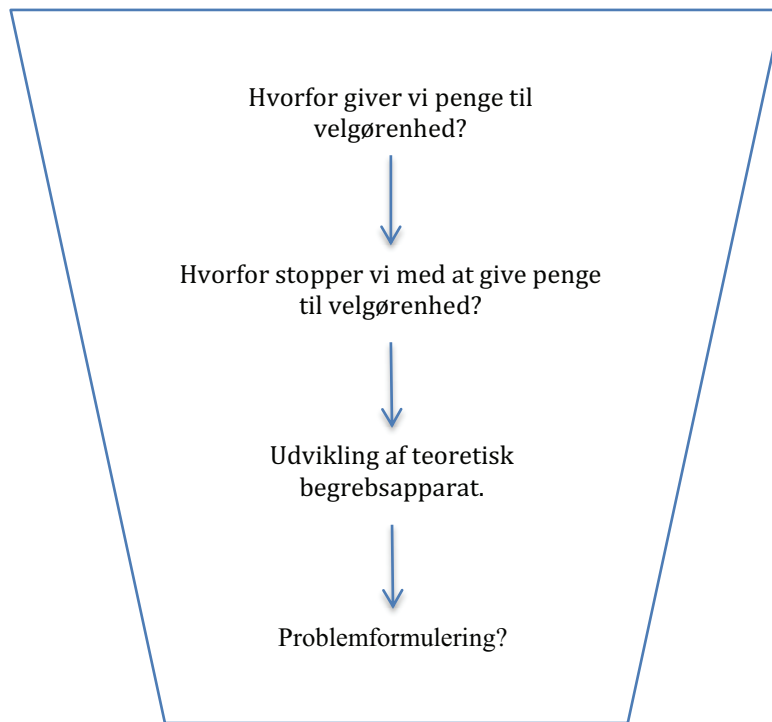 Hvorfor giver vi penge til
velgørenhed?
Hvorfor stopper vi med at give penge
til velgørenhed?
Udvikling af teoretisk
begrebsapparat.
Problemformulering?